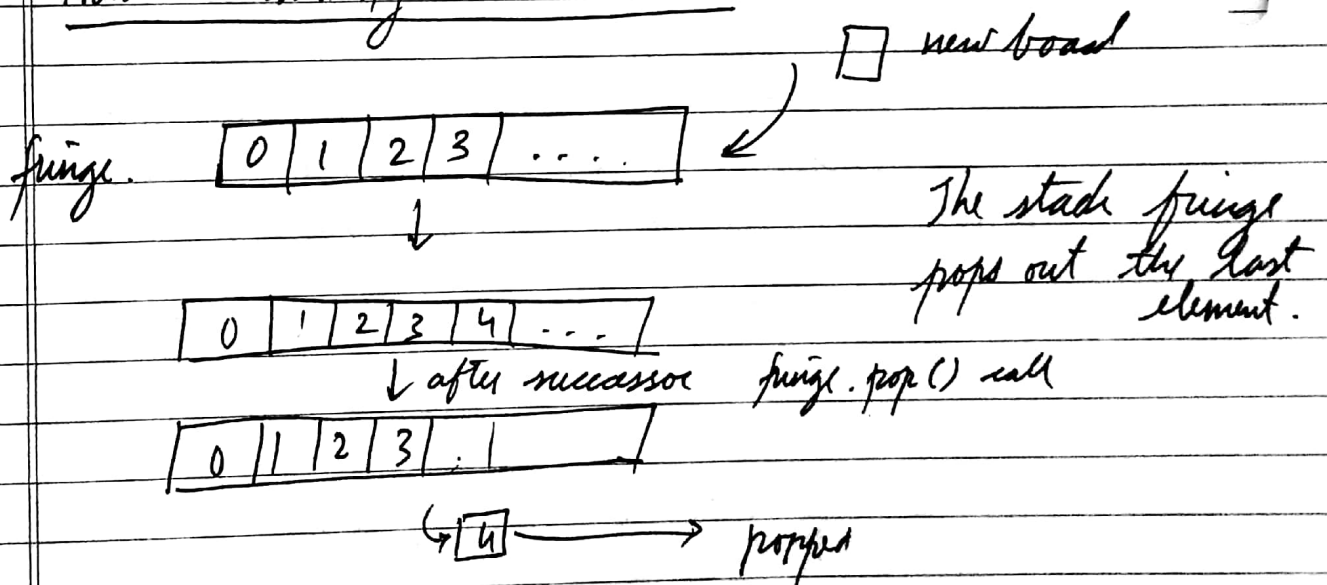 new board
fringe.
0 1 2 3 ....
The stack fringe
pops out the last
element.
0 1 2 3 4 ...
after successor fringe.pop() call
0 1 2 3 .
4
popped